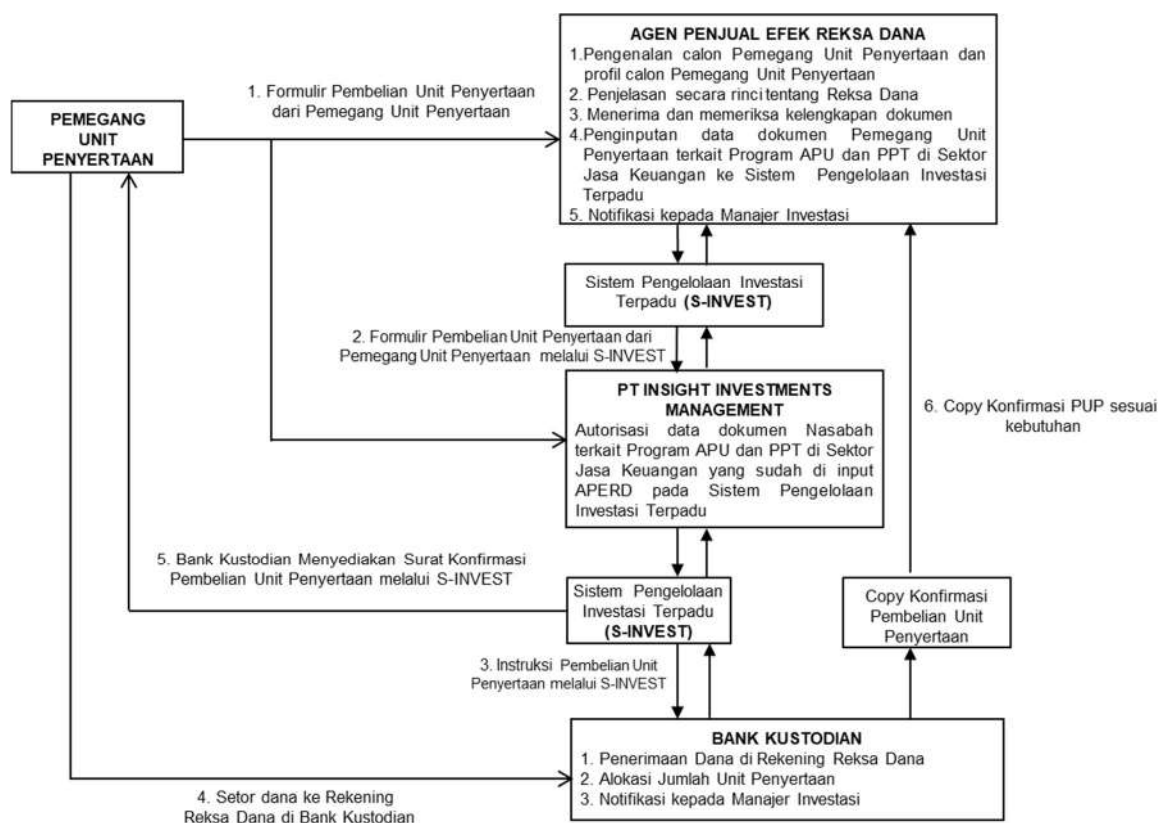 AGEN PENJUAL EFEK REKSA DANA
1.Pengenalan calon Pemegang Unit Penyertaan dan
profil calon Pemegang Unit Penyertaan
2. Penjelasan secara rinci tentang Reksa Dana
3. Menerima dan memeriksa kelengkapan dokumen
4.Penginputan data dokumen Pemegang Unit
Penyertaan terkait Program APU dan PPT di Sektor
Jasa Keuangan ke Sistem Pengelolaan Investasi
Terpadu
5. Notifikasi kepada Manajer Investasi
1. Formulir Pembelian Unit Penyertaan
dari Pemegang Unit Penyertaan
PEMEGANG
UNIT
PENYERTAAN
Sistem Pengelolaan Investasi
Terpadu (S-INVEST)
2. Formulir Pembelian Unit Penyertaan dari
Pemegang Unit Penyertaan melalui S-INVEST
PT INSIGHT INVESTMENTS
MANAGEMENT
Autorisasi data dokumen Nasabah
terkait Program APU dan PPT di Sektor
Jasa Keuangan yang sudah di input
APERD pada Sistem Pengelolaan
Investasi Terpadu
6. Copy Konfirmasi PUP sesuai
kebutuhan
5. Bank Kustodian Menyediakan Surat Konfirmasi
Pembelian Unit Penyertaan melalui S-INVEST
Sistem Pengelolaan
Investasi Terpadu
(S-INVEST)
Copy Konfirmasi
Pembelian Unit
Penyertaan
3. Instruksi Pembelian Unit
Penyertaan melalui S-INVEST
BANK KUSTODIAN
1. Penerimaan Dana di Rekening Reksa Dana
2. Alokasi Jumlah Unit Penyertaan
3. Notifikasi kepada Manajer Investasi
4. Setor dana ke Rekening
Reksa Dana di Bank Kustodian